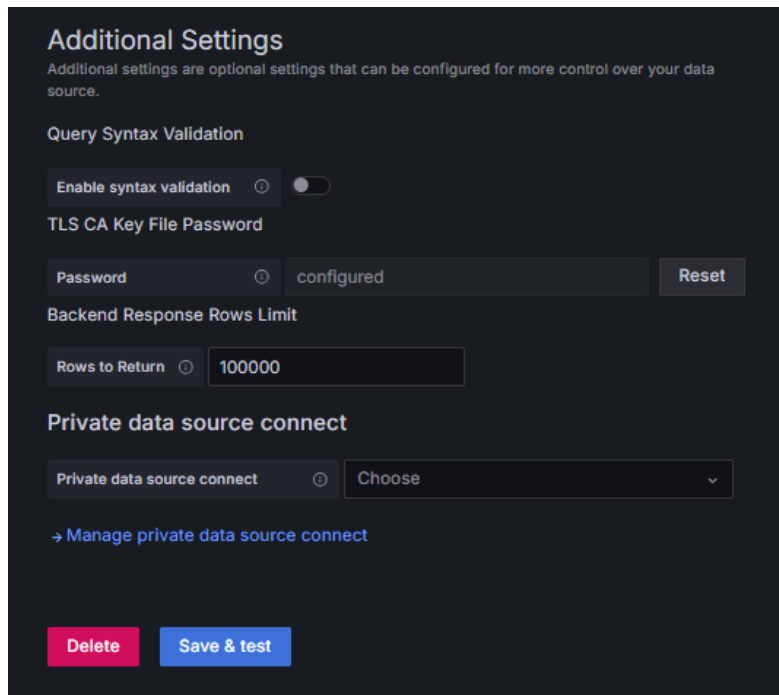 Additional Settings
Additional settings are optional settings that can be configured for more control over your data
source.
Query Syntax Validation
Enable syntax validation
TLS CA Key File Password
Password configured Reset
Backend Response Rows Limit
Rows to Return 100000
Private data source connect
Private data source connect Choose
→ Manage private data source connect
Delete Save & test